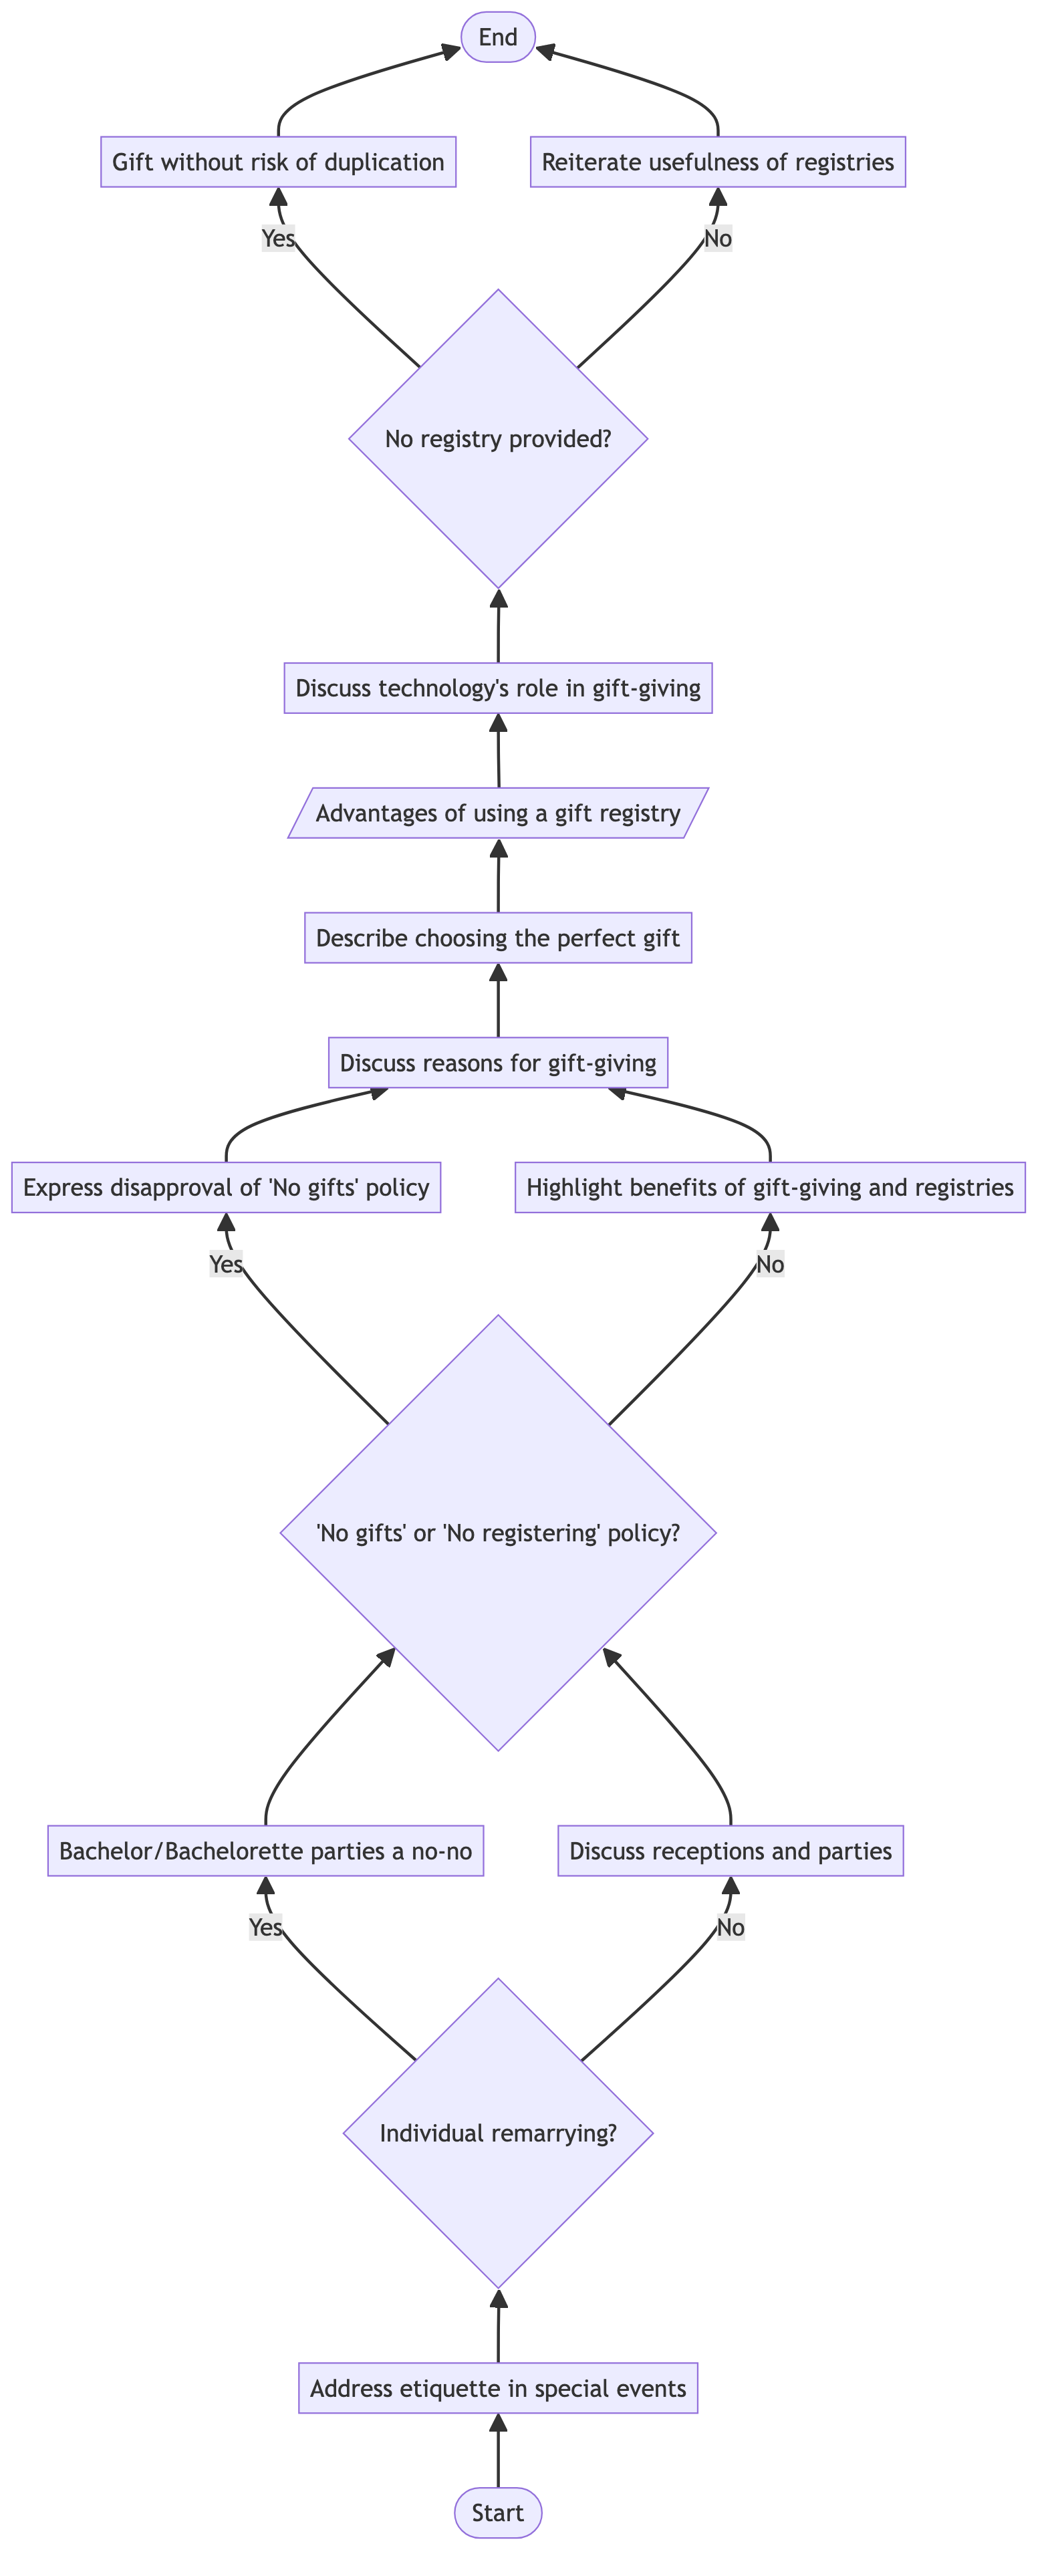 End
Gift without risk of duplication
Reiterate usefulness of registries
Yes
No
No registry provided?
Discuss technology's role in gift-giving
Advantages of using a gift registry
Describe choosing the perfect gift
Discuss reasons for gift-giving
Express disapproval of 'No gifts' policy
Highlight benefits of gift-giving and registries
Yes
No
'No gifts' or 'No registering' policy?
Bachelor/Bachelorette parties a no-no
Discuss receptions and parties
Yes
No
Individual remarrying?
Address etiquette in special events
Start